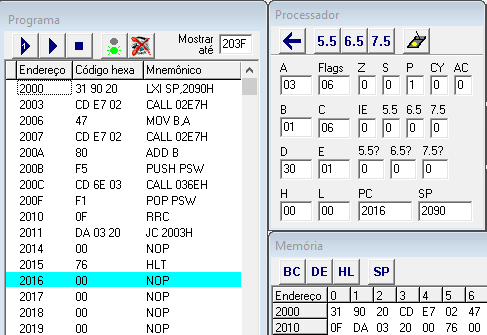 Programa
Mostrar até 203F
Endereço Código hexa Mnemônico
2000 31 90 20 LXI SP,2090H
2003 CD E7 02 CALL 02E7H
2006 47 MOV B,A
2007 CD E7 02 CALL 02E7H
200A 80 ADD B
200B F5 PUSH PSW
200C CD 6E 03 CALL 036EH
200F F1 POP PSW
2010 0F RRC
2011 DA 03 20 JC 2003H
2014 00 NOP
2015 76 HLT
2016 00 NOP
2017 00 NOP
2018 00 NOP
2019 00 NOP
Processador
5.5 6.5 7.5
A Flags Z S P CY AC
03 06 0 0 1 0 0
B C IE 5.5 6.5 7.5
01 06 0 0 0 0
D E 5.5? 6.5? 7.5?
30 01 0 0 0
H L PC SP
00 00 2016 2090
Memória
BC DE HL SP
Endereço 0 1 2 3 4 5 6
2000 31 90 20 CD E7 02 47
2010 0F DA 03 20 00 76 00